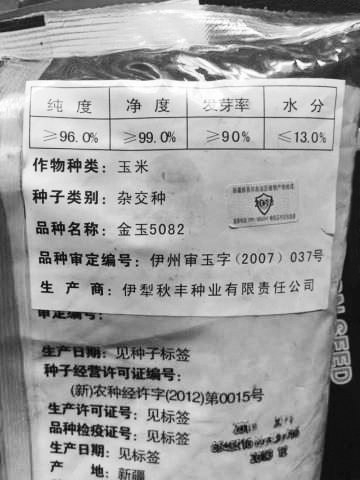 纯 度 净 度 发芽率 水 分
≥96.0% ≥99.0% ≥90% ≤13.0%
作物种类：玉米
种子类别：杂交种
品种名称：金玉5082
品种审定编号：伊州审玉字(2007)037号
生 产 商：伊犁秋丰种业有限责任公司
审定编号：
生产日期：见种子标签
种子经营许可证编号：
(新)农种经许字(2012)第0015号
生产许可证号：见标签
品种检疫证号：见标签
生产日期：见标签
产 地：新疆
SEED